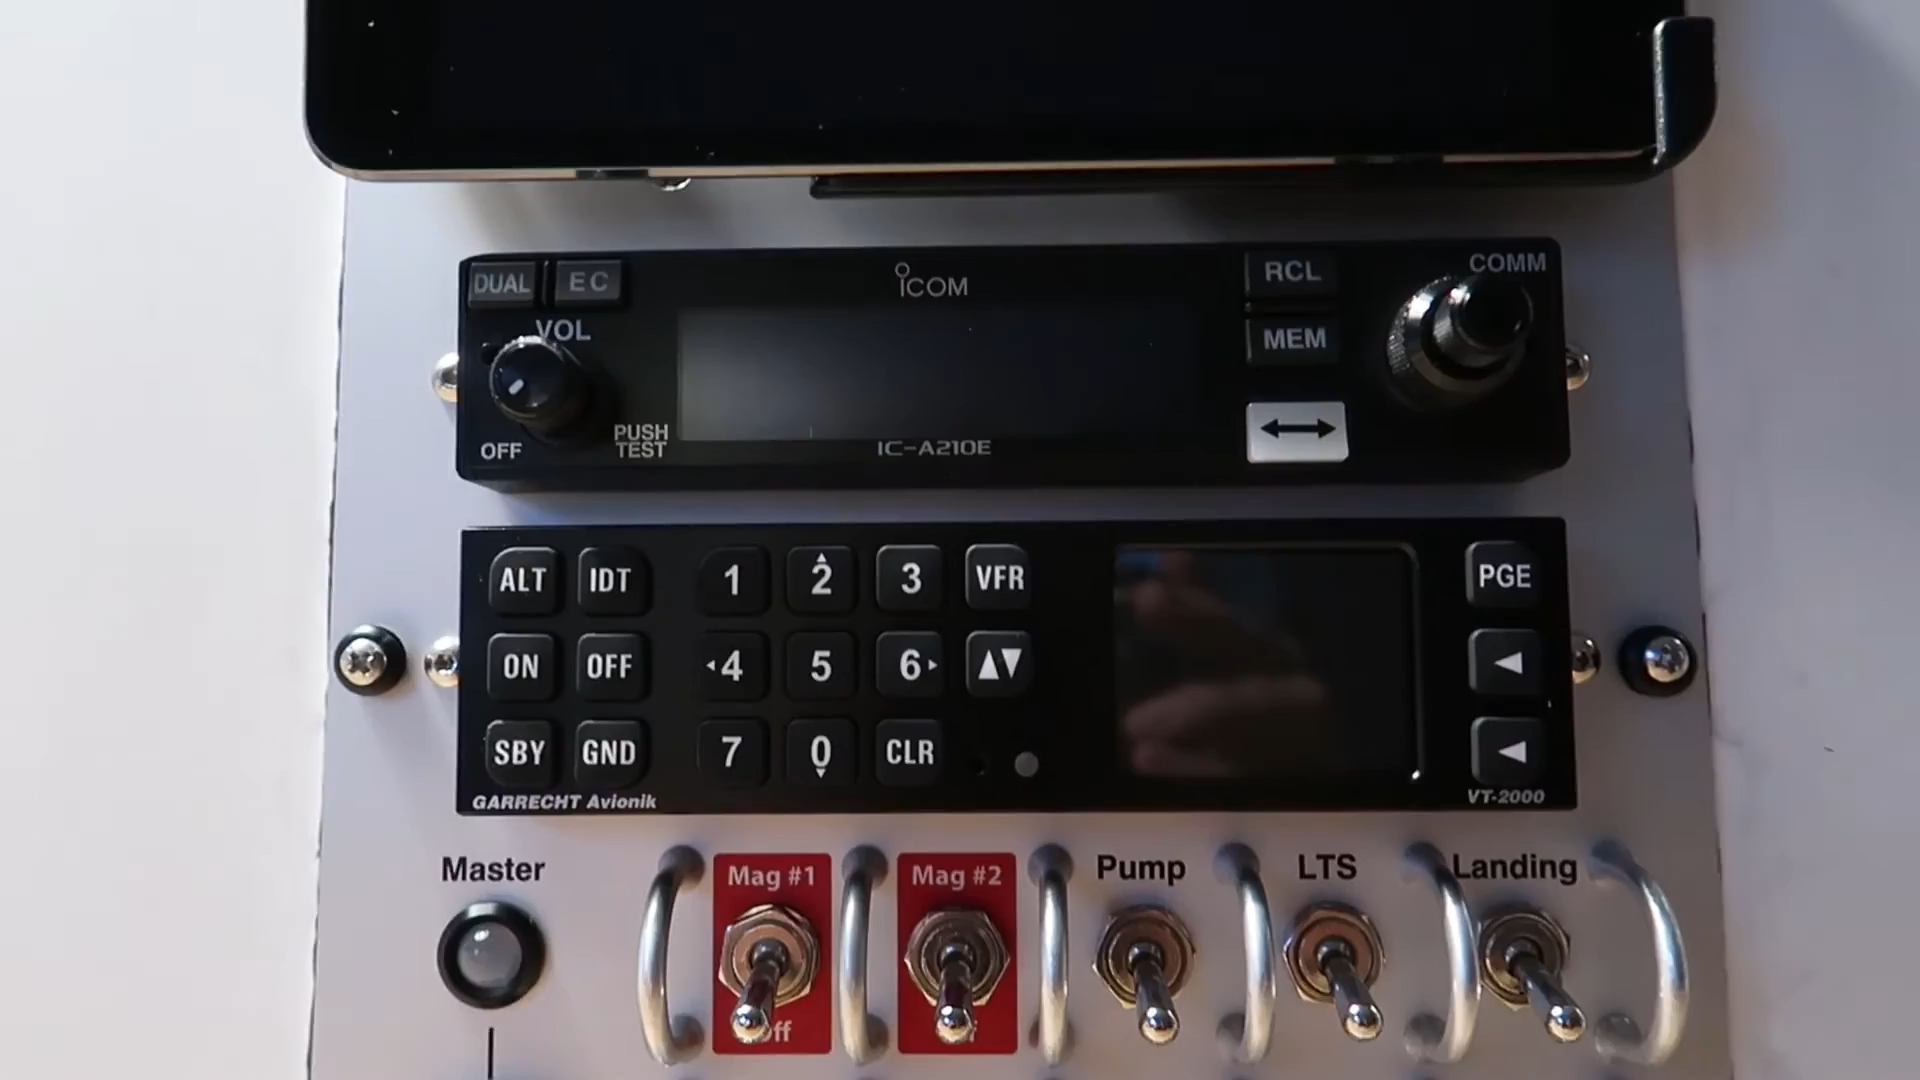 DUAL EC
ICOM
RCL
COMM
VOL
MEM
OFF
PUSH
TEST
IC-A210E
ALT IDT 1 2 3 VFR PGE
ON OFF 4 5 6
SBY GND 7 0 CLR
GARRECHT Avionik
VT-2000
Master
Mag #1
Mag #2
Pump
LTS
Landing
Off